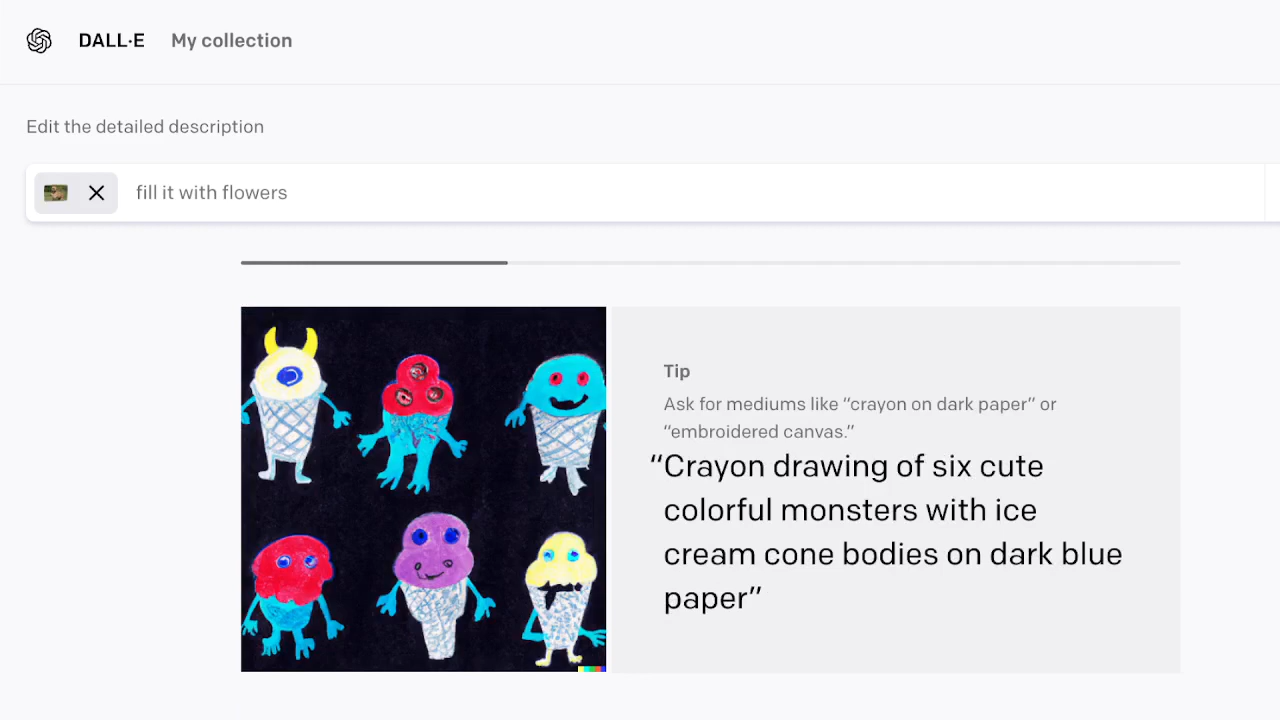 DALL·E My collection
Edit the detailed description
fill it with flowers
Tip
Ask for mediums like “crayon on dark paper” or
“embroidered canvas.”
“Crayon drawing of six cute
colorful monsters with ice
cream cone bodies on dark blue
paper”